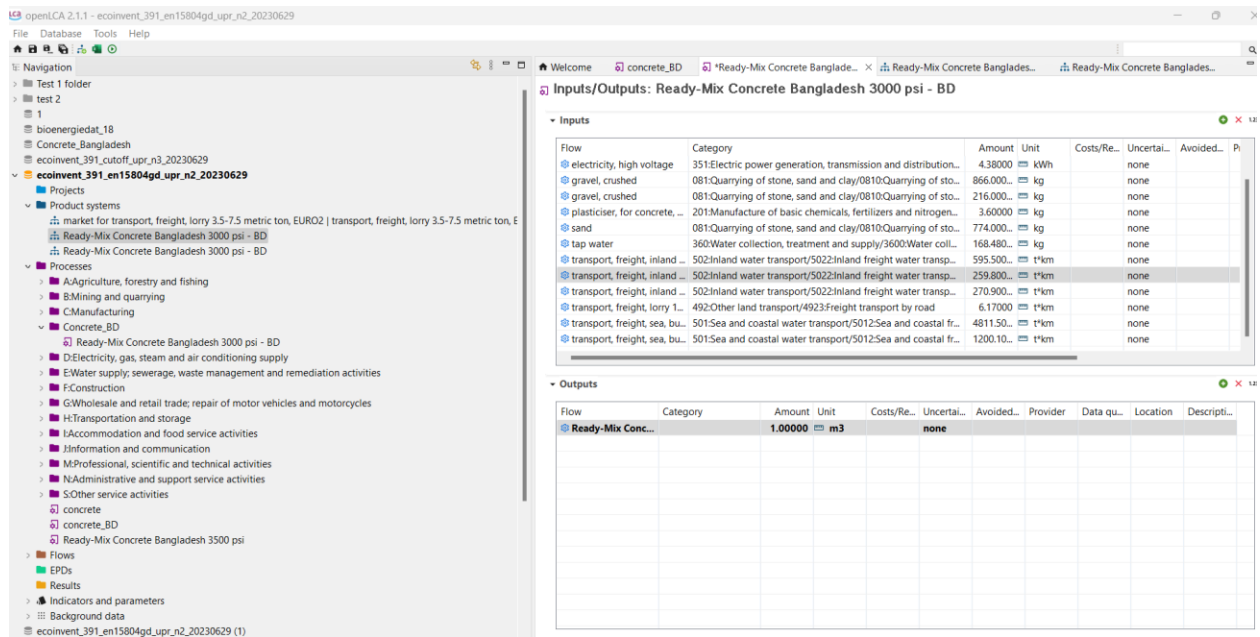 openLCA 2.1.1 - ecoinvent_391_en15804gd_upr_n2_20230629
File Database Tools Help
Navigation
Test 1 folder
test 2
1
bioenergiedat_18
Concrete_Bangladesh
ecoinvent_391_cutoff_upr_n3_20230629
ecoinvent_391_en15804gd_upr_n2_20230629
Projects
Product systems
market for transport, freight, lorry 3.5-7.5 metric ton, EURO2 | transport, freight, lorry 3.5-7.5 metric ton, E
Ready-Mix Concrete Bangladesh 3000 psi - BD
Ready-Mix Concrete Bangladesh 3000 psi - BD
Processes
A:Agriculture, forestry and fishing
B:Mining and quarrying
C:Manufacturing
Concrete_BD
Ready-Mix Concrete Bangladesh 3000 psi - BD
D:Electricity, gas, steam and air conditioning supply
E:Water supply; sewerage, waste management and remediation activities
F:Construction
G:Wholesale and retail trade; repair of motor vehicles and motorcycles
H:Transportation and storage
I:Accommodation and food service activities
J:Information and communication
M:Professional, scientific and technical activities
N:Administrative and support service activities
S:Other service activities
concrete
concrete_BD
Ready-Mix Concrete Bangladesh 3500 psi
Flows
EPDs
Results
Indicators and parameters
Background data
ecoinvent_391_en15804gd_upr_n2_20230629 (1)
Welcome concrete_BD *Ready-Mix Concrete Banglade... Ready-Mix Concrete Banglades... Ready-Mix Concrete Banglades...
Inputs/Outputs: Ready-Mix Concrete Bangladesh 3000 psi - BD
Inputs
Flow Category Amount Unit Costs/Re... Uncertai... Avoided... P
electricity, high voltage 351:Electric power generation, transmission and distribution... 4.38000 kWh none
gravel, crushed 081:Quarrying of stone, sand and clay/0810:Quarrying of sto... 866.000... kg none
gravel, crushed 081:Quarrying of stone, sand and clay/0810:Quarrying of sto... 216.000... kg none
plasticiser, for concrete, ... 201:Manufacture of basic chemicals, fertilizers and nitrogen... 3.60000 kg none
sand 081:Quarrying of stone, sand and clay/0810:Quarrying of sto... 774.000... kg none
tap water 360:Water collection, treatment and supply/3600:Water coll... 168.480... kg none
transport, freight, inland ... 502:Inland water transport/5022:Inland freight water transp... 595.500... t*km none
transport, freight, inland ... 502:Inland water transport/5022:Inland freight water transp... 259.800... t*km none
transport, freight, inland ... 502:Inland water transport/5022:Inland freight water transp... 270.900... t*km none
transport, freight, lorry 1... 492:Other land transport/4923:Freight transport by road 6.17000 t*km none
transport, freight, sea, bu... 501:Sea and coastal water transport/5012:Sea and coastal fr... 4811.50... t*km none
transport, freight, sea, bu... 501:Sea and coastal water transport/5012:Sea and coastal fr... 1200.10... t*km none
Outputs
Flow Category Amount Unit Costs/Re... Uncertai... Avoided... Provider Data qu... Location Descripti...
Ready-Mix Conc... 1.00000 m3 none